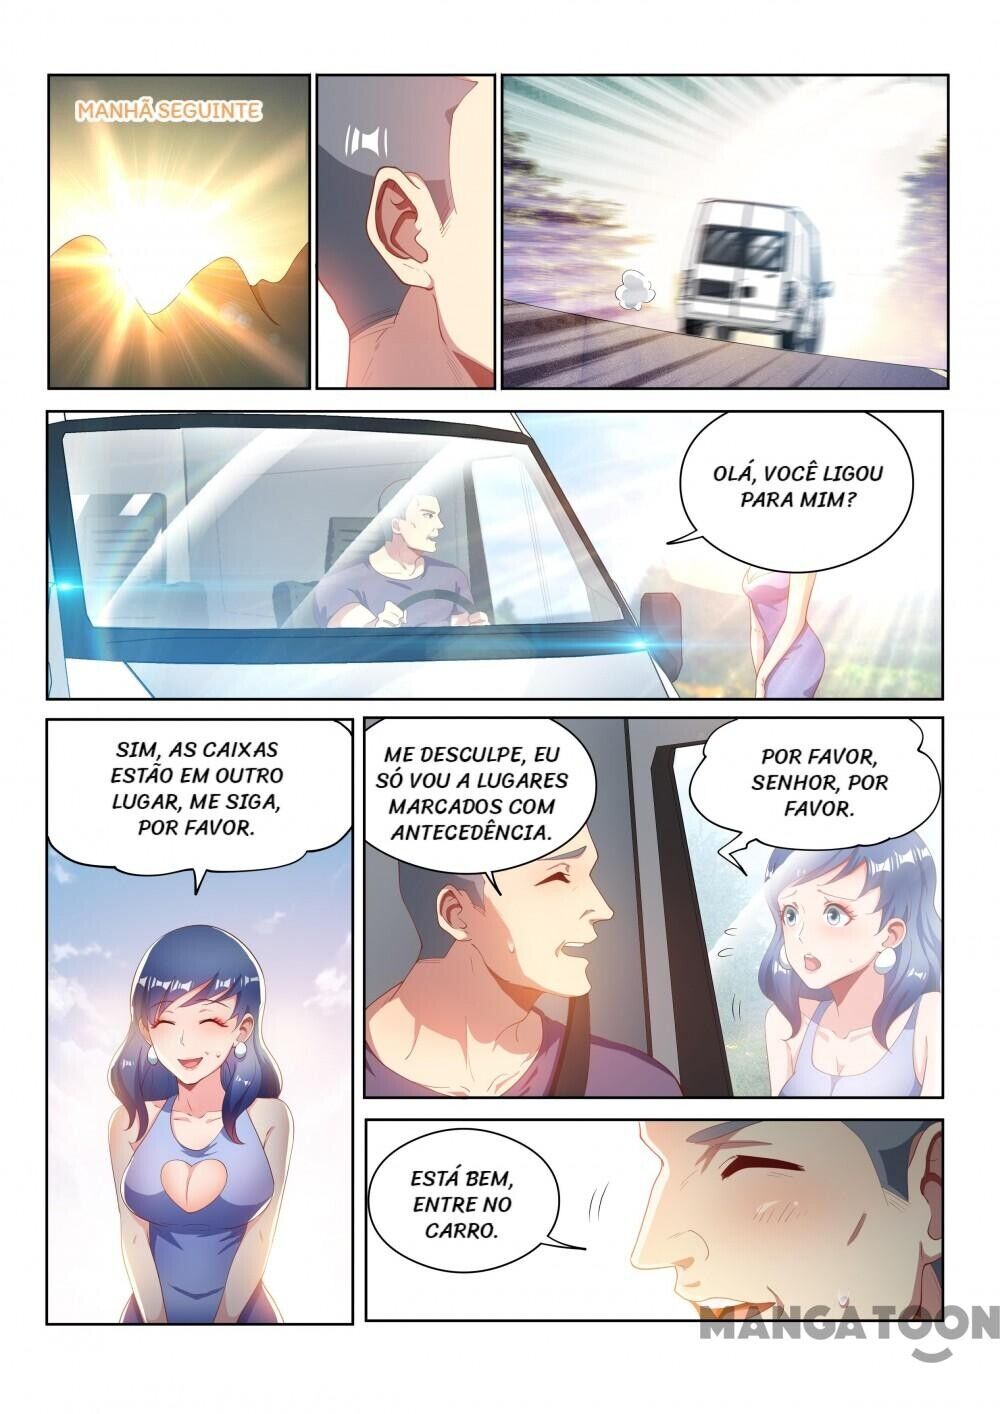 MANHÃ SEGUINTE
OLÁ, VOCÊ LIGOU
PARA MIM?
SIM, AS CAIXAS
ESTÃO EM OUTRO
LUGAR, ME SIGA,
POR FAVOR.
ME DESCULPE, EU
SÓ VOU A LUGARES
MARCADOS COM
ANTECEDÊNCIA.
POR FAVOR,
SENHOR, POR
FAVOR.
ESTÁ BEM,
ENTRE NO
CARRO.
MANGATOON